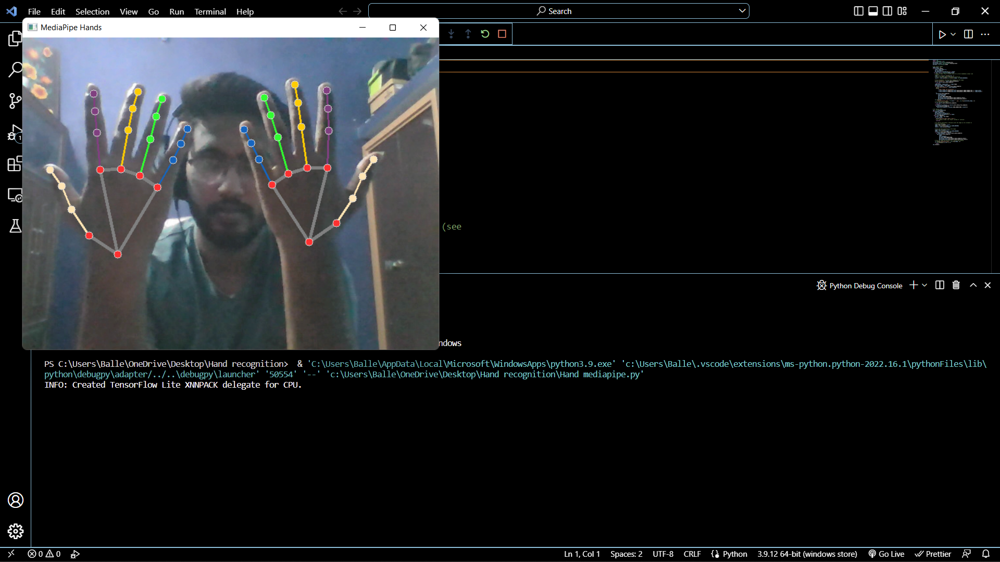 File Edit Selection View Go Run Terminal Help
Search
MediaPipe Hands
1
(see
Python Debug Console
ndows
PS C:\Users\Balle\OneDrive\Desktop\Hand recognition>  & 'C:\Users\Balle\AppData\Local\Microsoft\WindowsApps\python3.9.exe' 'c:\Users\Balle\.vscode\extensions\ms-python.python-2022.16.1\pythonFiles\lib\
python\debugpy\adapter/../..\debugpy\launcher' '50554' '--' 'c:\Users\Balle\OneDrive\Desktop\Hand recognition\Hand mediapipe.py'
INFO: Created TensorFlow Lite XNNPACK delegate for CPU.
0 0 Ln 1, Col 1 Spaces: 2 UTF-8 CRLF Python 3.9.12 64-bit (windows store) Go Live Prettier